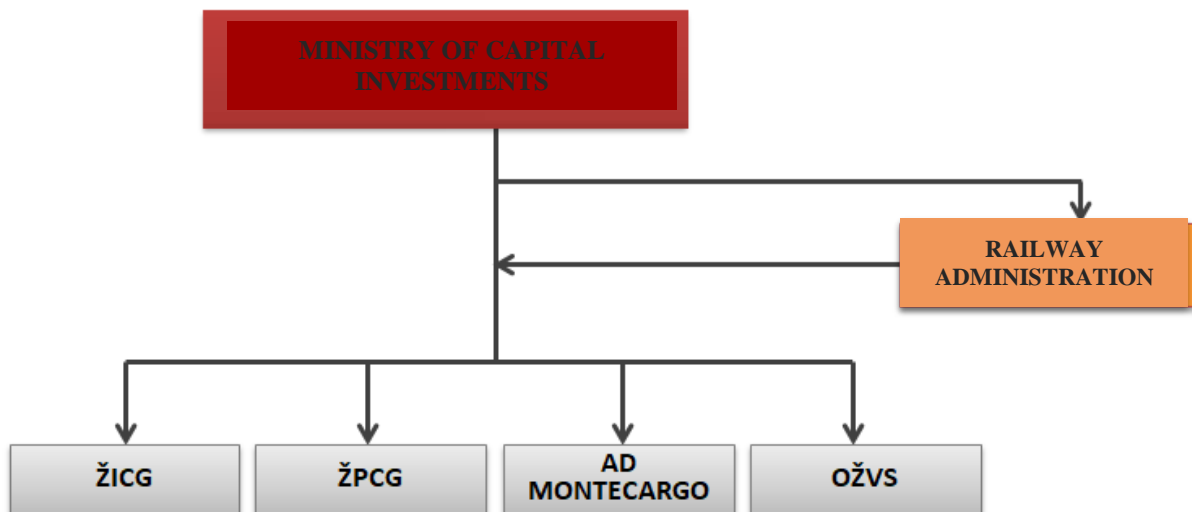 MINISTRY OF CAPITAL
INVESTMENTS
RAILWAY
ADMINISTRATION
ŽICG
ŽPCG
AD
MONTECARGO
OŽVS